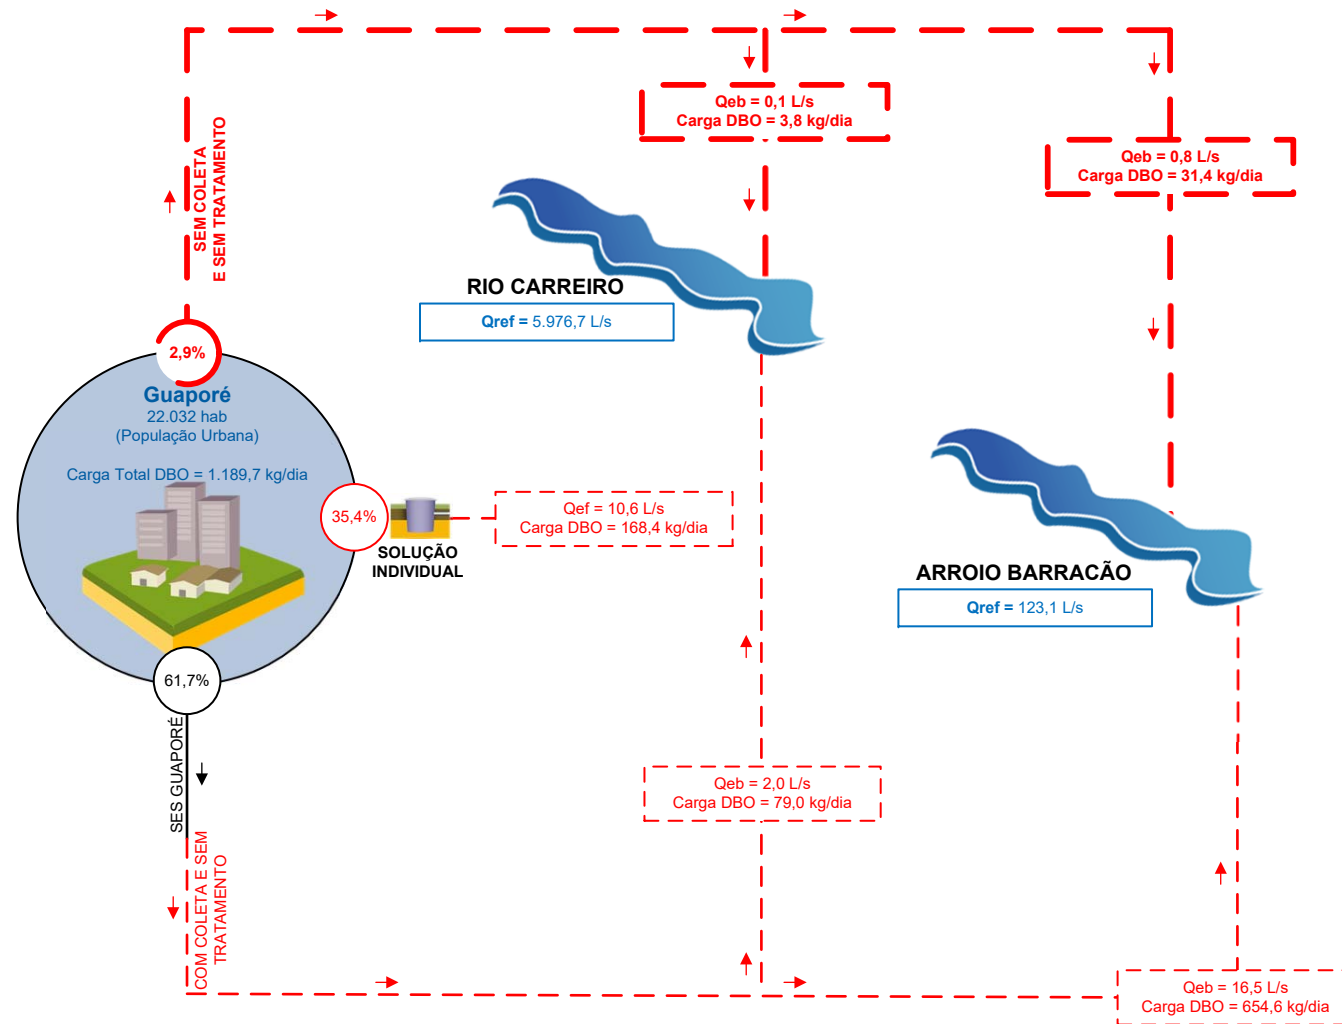 Qeb = 0,1 L/s
Carga DBO = 3,8 kg/dia
Qeb = 0,8 L/s
Carga DBO = 31,4 kg/dia
SEM COLETA
E SEM TRATAMENTO
RIO CARREIRO
Qref = 5.976,7 L/s
2,9%
Guaporé
22.032 hab
(População Urbana)
Carga Total DBO = 1.189,7 kg/dia
35,4%
SOLUÇÃO
INDIVIDUAL
Qef = 10,6 L/s
Carga DBO = 168,4 kg/dia
ARROIO BARRACÃO
Qref = 123,1 L/s
61,7%
SES GUAPORÉ
COM COLETA E SEM
TRATAMENTO
Qeb = 2,0 L/s
Carga DBO = 79,0 kg/dia
Qeb = 16,5 L/s
Carga DBO = 654,6 kg/dia